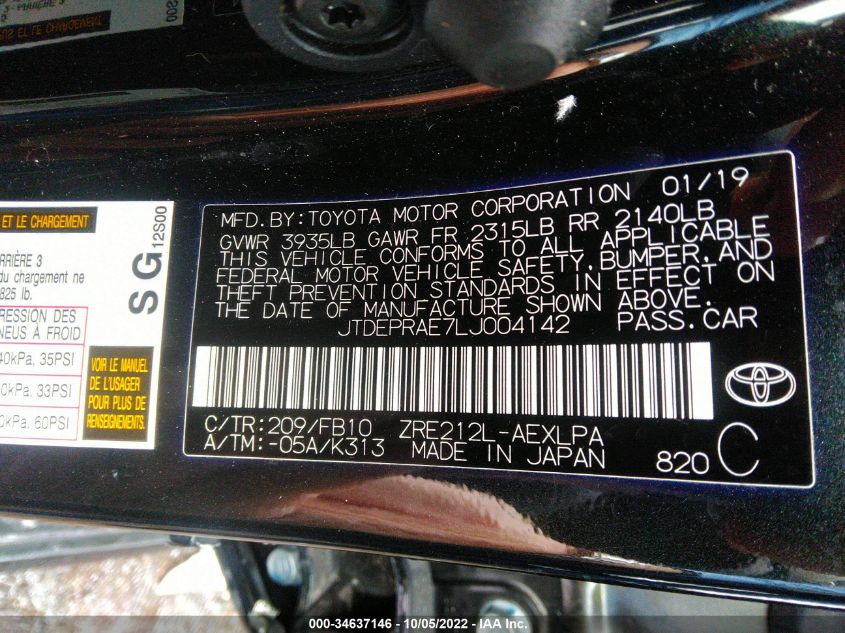 US ET LE CHARGEMENT
SG 12S00
ET LE CHARGEMENT
RRIÈRE 3
du chargement ne
825 lb.
RESSION DES
NEUS À FROID
40kPa, 35PSI
0kPa, 33PSI
0kPa, 60PSI
VOIR LE MANUEL
DE L'USAGER
POUR PLUS DE
RENSEIGNEMENTS.
MFD.BY:TOYOTA MOTOR CORPORATION 01/19
GVWR 3935LB GAWR FR 2315LB RR 2140LB
THIS VEHICLE CONFORMS TO ALL APPLICABLE
FEDERAL MOTOR VEHICLE SAFETY,BUMPER,AND
THEFT PREVENTION STANDARDS IN EFFECT ON
THE DATE OF MANUFACTURE SHOWN ABOVE.
JTDEPRAE7LJ004142 PASS.CAR
C/TR:209/FB10 ZRE212L-AEXLPA
A/TM:-05A/K313 MADE IN JAPAN
820 C
000-34637146 - 10/05/2022 - IAA Inc.